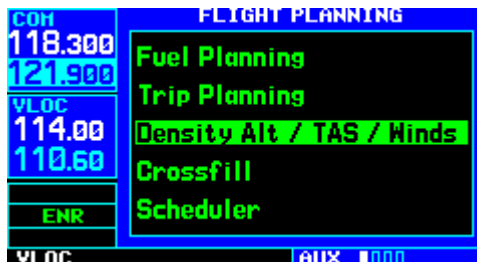 COM
118.300
121.900
VLOC
114.00
110.60
ENR
VLOC
FLIGHT PLANNING
Fuel Planning
Trip Planning
Density Alt / TAS / Winds
Crossfill
Scheduler
AUX